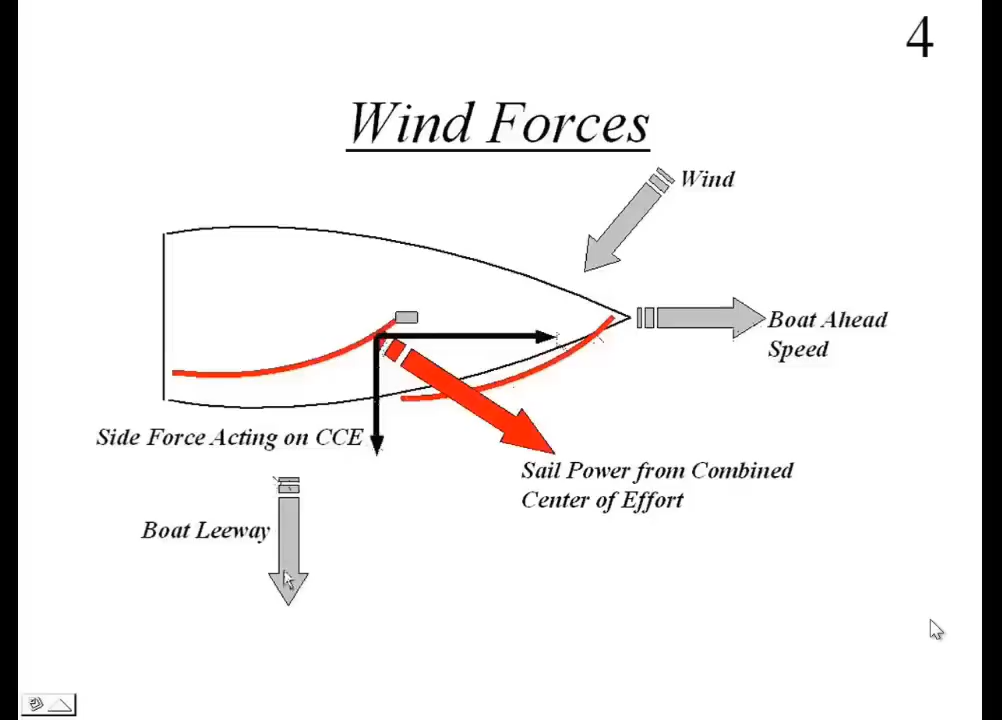 4
Wind Forces
Wind
Boat Ahead
Speed
Side Force Acting on CCE
Sail Power from Combined
Center of Effort
Boat Leeway